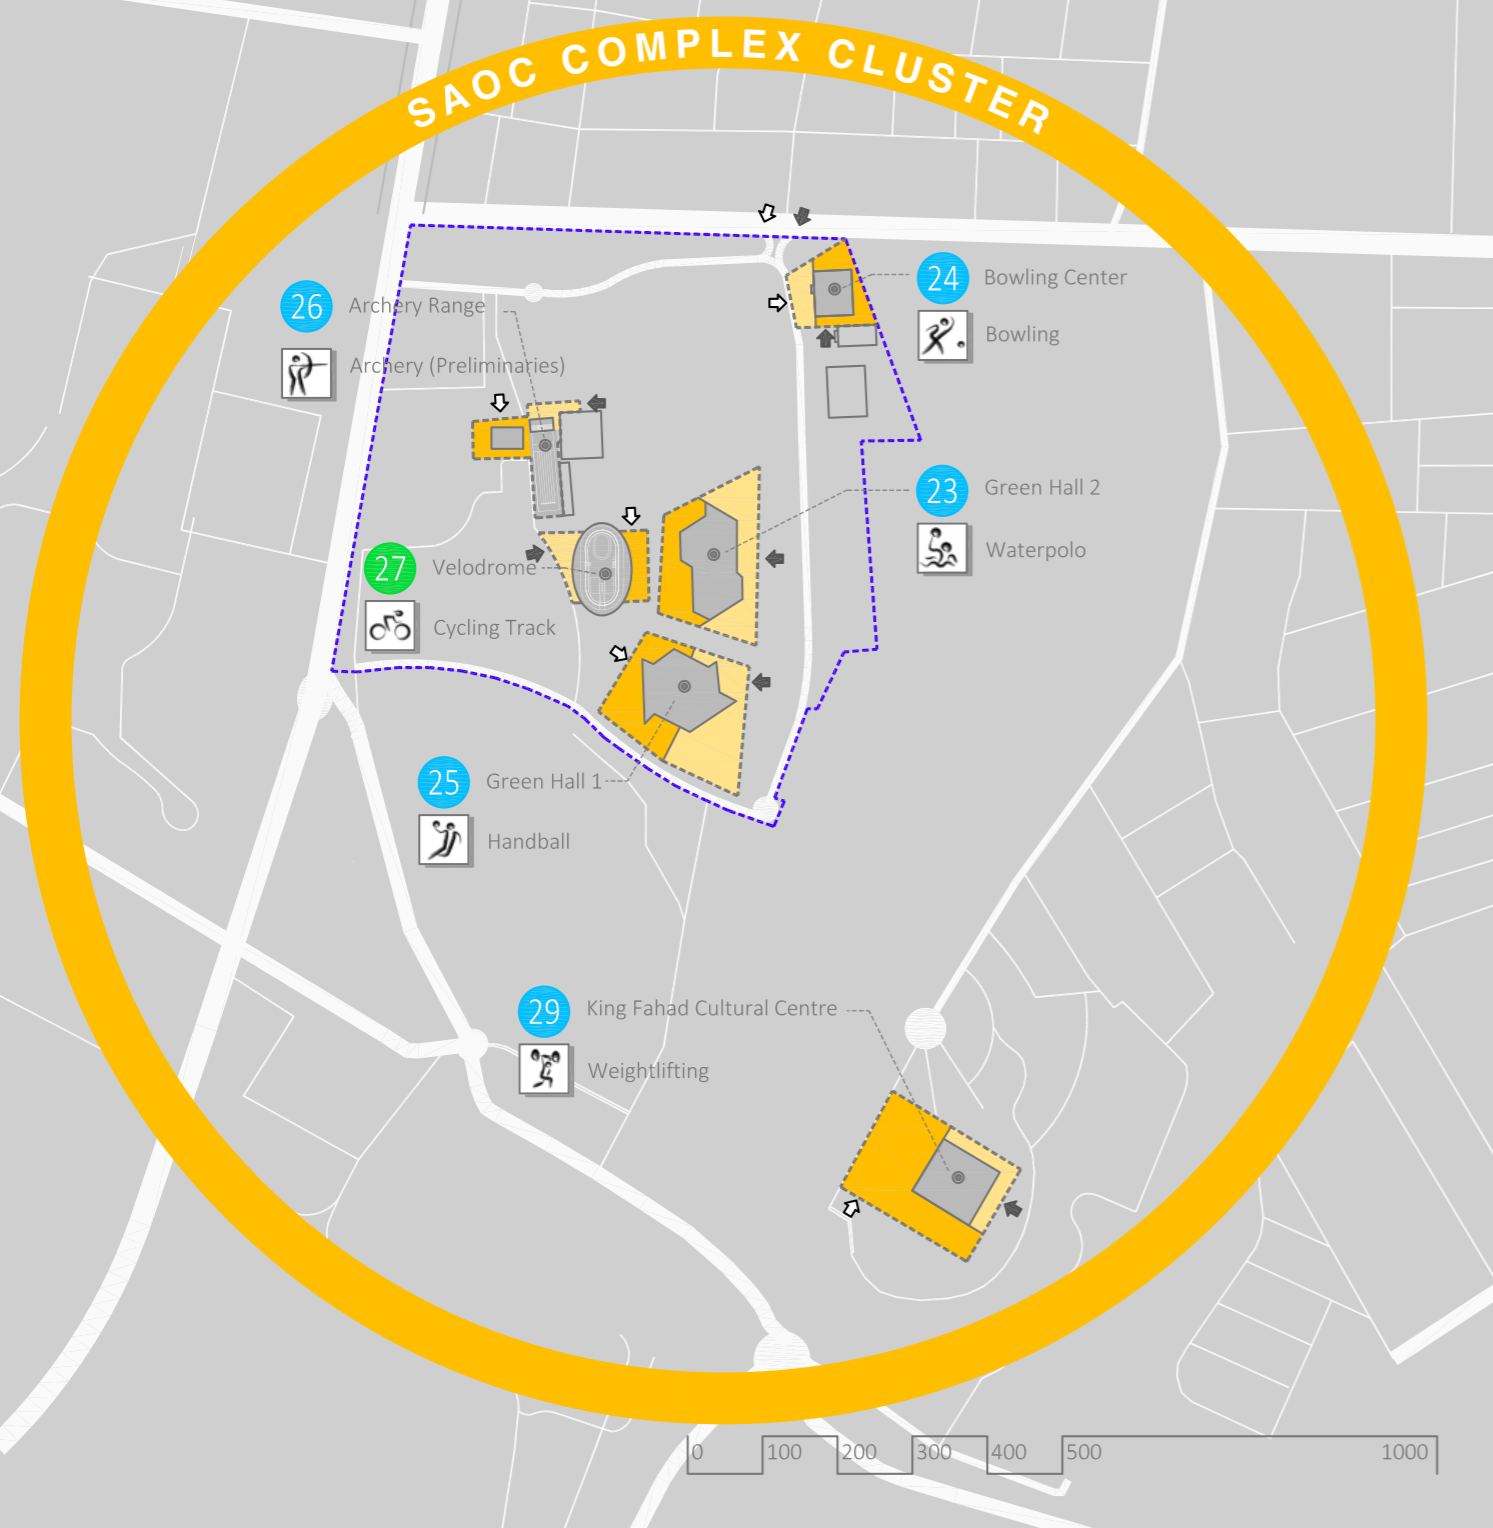 SAOC COMPLEX CLUSTER
24 Bowling Center
Bowling
26 Archery Range
Archery (Preliminaries)
23 Green Hall 2
Waterpolo
27 Velodrome
Cycling Track
25 Green Hall 1
Handball
29 King Fahad Cultural Centre
Weightlifting
0 100 200 300 400 500 1000